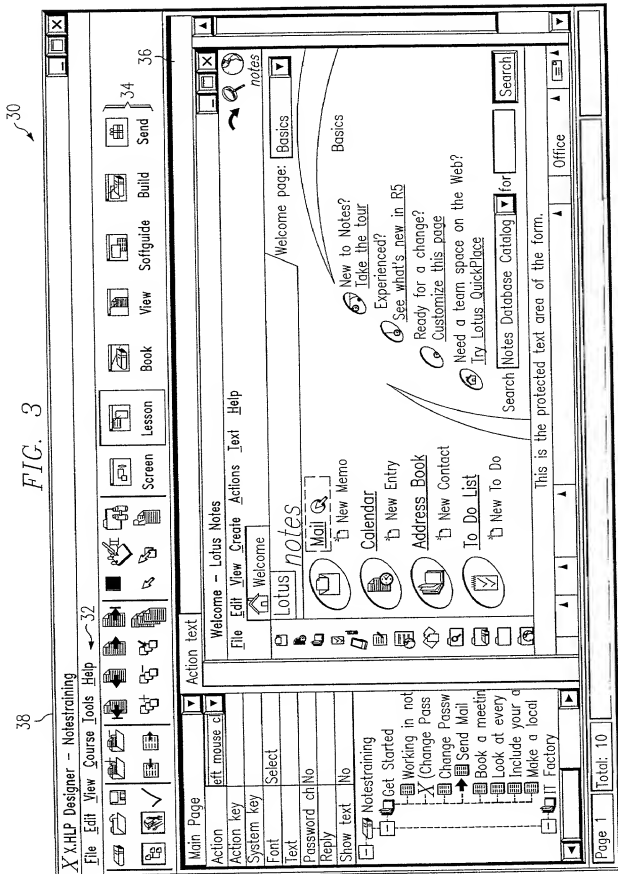 FIG. 3
30
38
X X.HLP Designer - Notestraining
File Edit View Course Tools Help
32
Screen Lesson Book View Softguide Build Send
34
36
Main Page
Action eft mouse c
Action key
System key
Font Select
Text
Password ch No
Reply
Show text No
Notestraining
Get Started
Working in not
X (Change Pass
Change Passw
Send Mail
Book a meetin
Look at every
Include your a
Make a local
IT Factory
Action text
Welcome - Lotus Notes
File Edit View Create Actions Text Help
Welcome
notes
Lotus notes
Welcome page: Basics
Basics
Mail
New Memo
Calendar
New Entry
Address Book
New Contact
To Do List
New To Do
New to Notes?
Take the tour
Experienced?
See what's new in R5
Ready for a change?
Customize this page
Need a team space on the Web?
Try Lotus QuickPlace
Search Notes Database Catalog for Search
This is the protected text area of the form.
Office
Page 1 Total: 10